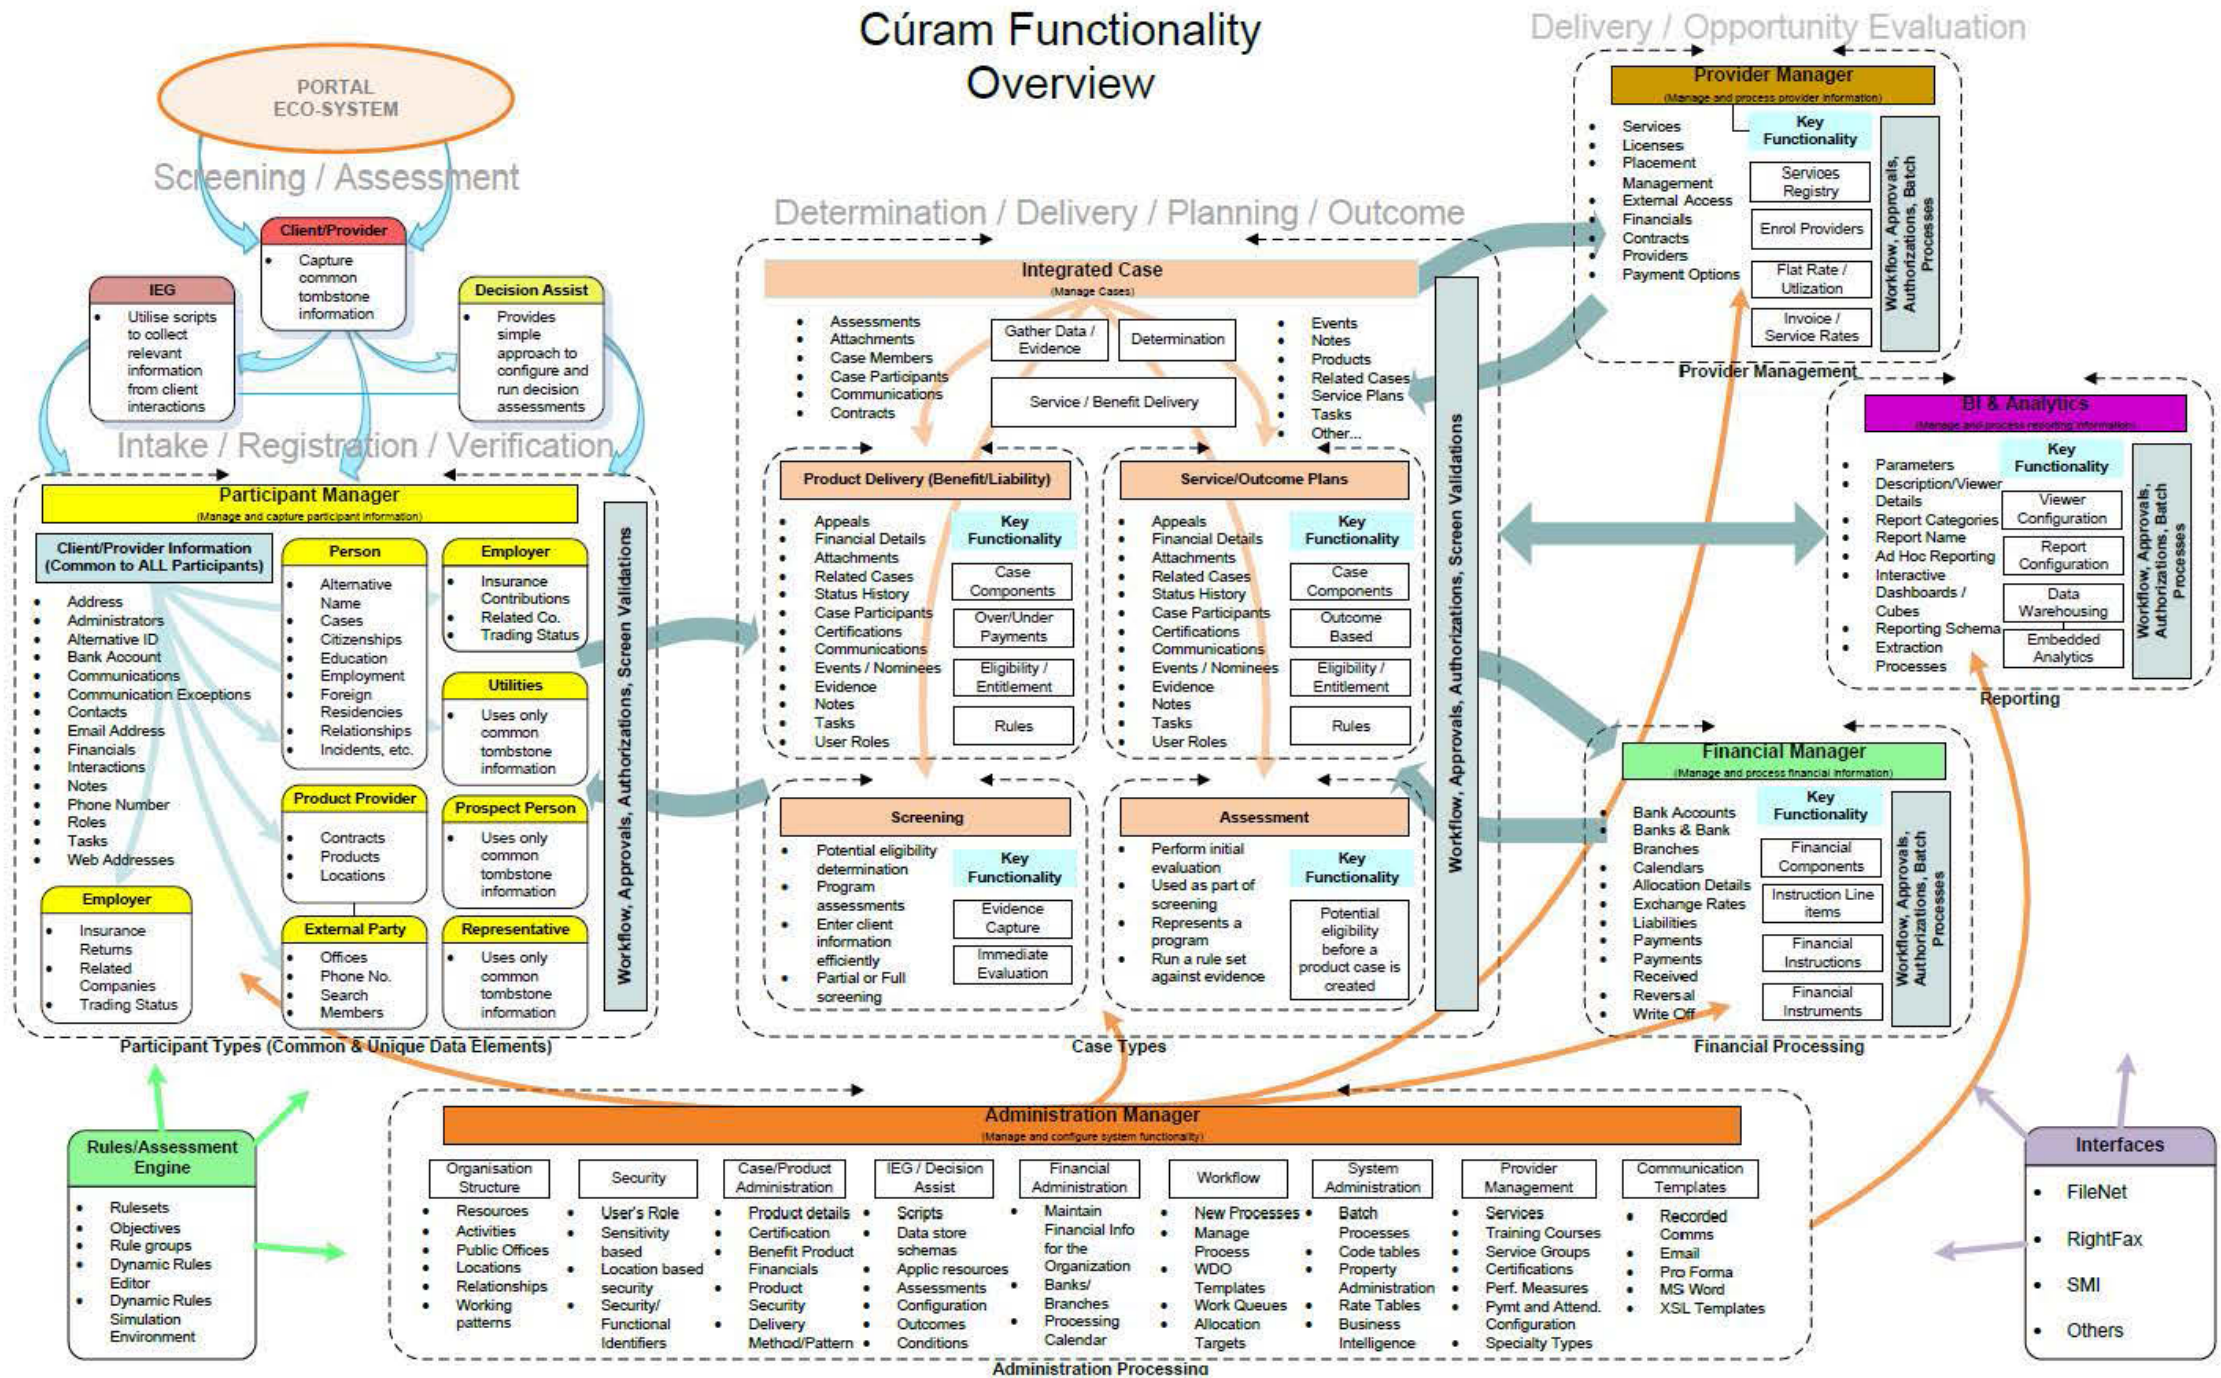 Cúram Functionality
Overview
Delivery / Opportunity Evaluation
PORTAL
ECO-SYSTEM
Screening / Assessment
Client/Provider
• Capture
common
tombstone
information
IEG
• Utilise scripts
to collect
relevant
information
from client
interactions
Decision Assist
• Provides
simple
approach to
configure and
run decision
assessments
Intake / Registration / Verification
Participant Manager
(Manage and capture participant information)
Client/Provider Information
(Common to ALL Participants)
• Address
• Administrators
• Alternative ID
• Bank Account
• Communications
• Communication Exceptions
• Contacts
• Email Address
• Financials
• Interactions
• Notes
• Phone Number
• Roles
• Tasks
• Web Addresses
Employer
• Insurance
Returns
• Related
Companies
• Trading Status
Person
• Alternative
Name
• Cases
• Citizenships
• Education
• Employment
• Foreign
Residencies
• Relationships
• Incidents, etc.
Product Provider
• Contracts
• Products
• Locations
External Party
• Offices
• Phone No.
• Search
• Members
Employer
• Insurance
Contributions
• Related Co.
• Trading Status
Utilities
• Uses only
common
tombstone
information
Prospect Person
• Uses only
common
tombstone
information
Representative
• Uses only
common
tombstone
information
Workflow, Approvals, Authorizations, Screen Validations
Participant Types (Common & Unique Data Elements)
Determination / Delivery / Planning / Outcome
Integrated Case
(Manage Cases)
• Assessments
• Attachments
• Case Members
• Case Participants
• Communications
• Contracts
Gather Data /
Evidence
Determination
Service / Benefit Delivery
• Events
• Notes
• Products
• Related Cases
• Service Plans
• Tasks
• Other...
Product Delivery (Benefit/Liability)
• Appeals
• Financial Details
• Attachments
• Related Cases
• Status History
• Case Participants
• Certifications
• Communications
• Events / Nominees
• Evidence
• Notes
• Tasks
• User Roles
Key
Functionality
Case
Components
Over/Under
Payments
Eligibility /
Entitlement
Rules
Service/Outcome Plans
• Appeals
• Financial Details
• Attachments
• Related Cases
• Status History
• Case Participants
• Certifications
• Communications
• Events / Nominees
• Evidence
• Notes
• Tasks
• User Roles
Key
Functionality
Case
Components
Outcome
Based
Eligibility /
Entitlement
Rules
Screening
• Potential eligibility
determination
• Program
assessments
• Enter client
information
efficiently
• Partial or Full
screening
Key
Functionality
Evidence
Capture
Immediate
Evaluation
Assessment
• Perform initial
evaluation
• Used as part of
screening
• Represents a
program
• Run a rule set
against evidence
Key
Functionality
Potential
eligibility
before a
product case is
created
Workflow, Approvals, Authorizations, Screen Validations
Case Types
Provider Manager
(Manage and process provider information)
• Services
• Licenses
• Placement
Management
• External Access
• Financials
• Contracts
• Providers
• Payment Options
Key
Functionality
Services
Registry
Enrol Providers
Flat Rate /
Utlization
Invoice /
Service Rates
Workflow, Approvals,
Authorizations, Batch
Processes
Provider Management
BI & Analytics
(Manage and process reporting information)
• Parameters
• Description/Viewer
Details
• Report Categories
• Report Name
• Ad Hoc Reporting
• Interactive
Dashboards /
Cubes
• Reporting Schema
• Extraction
Processes
Key
Functionality
Viewer
Configuration
Report
Configuration
Data
Warehousing
Embedded
Analytics
Workflow, Approvals,
Authorizations, Batch
Processes
Reporting
Financial Manager
(Manage and process financial information)
• Bank Accounts
• Banks & Bank
Branches
• Calendars
• Allocation Details
• Exchange Rates
• Liabilities
• Payments
• Payments
Received
• Reversal
• Write Off
Key
Functionality
Financial
Components
Instruction Line
items
Financial
Instructions
Financial
Instruments
Workflow, Approvals,
Authorizations, Batch
Processes
Financial Processing
Rules/Assessment
Engine
• Rulesets
• Objectives
• Rule groups
• Dynamic Rules
Editor
• Dynamic Rules
Simulation
Environment
Administration Manager
(Manage and configure system functionality)
Organisation
Structure
• Resources
• Activities
• Public Offices
• Locations
• Relationships
• Working
patterns
Security
• User's Role
• Sensitivity
based
• Location based
security
• Security/
Functional
Identifiers
Case/Product
Administration
• Product details
• Certification
• Benefit Product
• Financials
• Product
Security
• Delivery
Method/Pattern
IEG / Decision
Assist
• Scripts
• Data store
schemas
• Applic resources
• Assessments
• Configuration
• Outcomes
• Conditions
Financial
Administration
• Maintain
Financial Info
for the
Organization
• Banks/
Branches
• Processing
Calendar
Workflow
• New Processes
• Manage
Process
• WDO
Templates
• Work Queues
• Allocation
Targets
System
Administration
• Batch
Processes
• Code tables
• Property
Administration
• Rate Tables
• Business
Intelligence
Provider
Management
• Services
• Training Courses
• Service Groups
• Certifications
• Perf. Measures
• Pymt and Attend.
Configuration
• Specialty Types
Communication
Templates
• Recorded
Comms
• Email
• Pro Forma
• MS Word
• XSL Templates
Administration Processing
Interfaces
• FileNet
• RightFax
• SMI
• Others